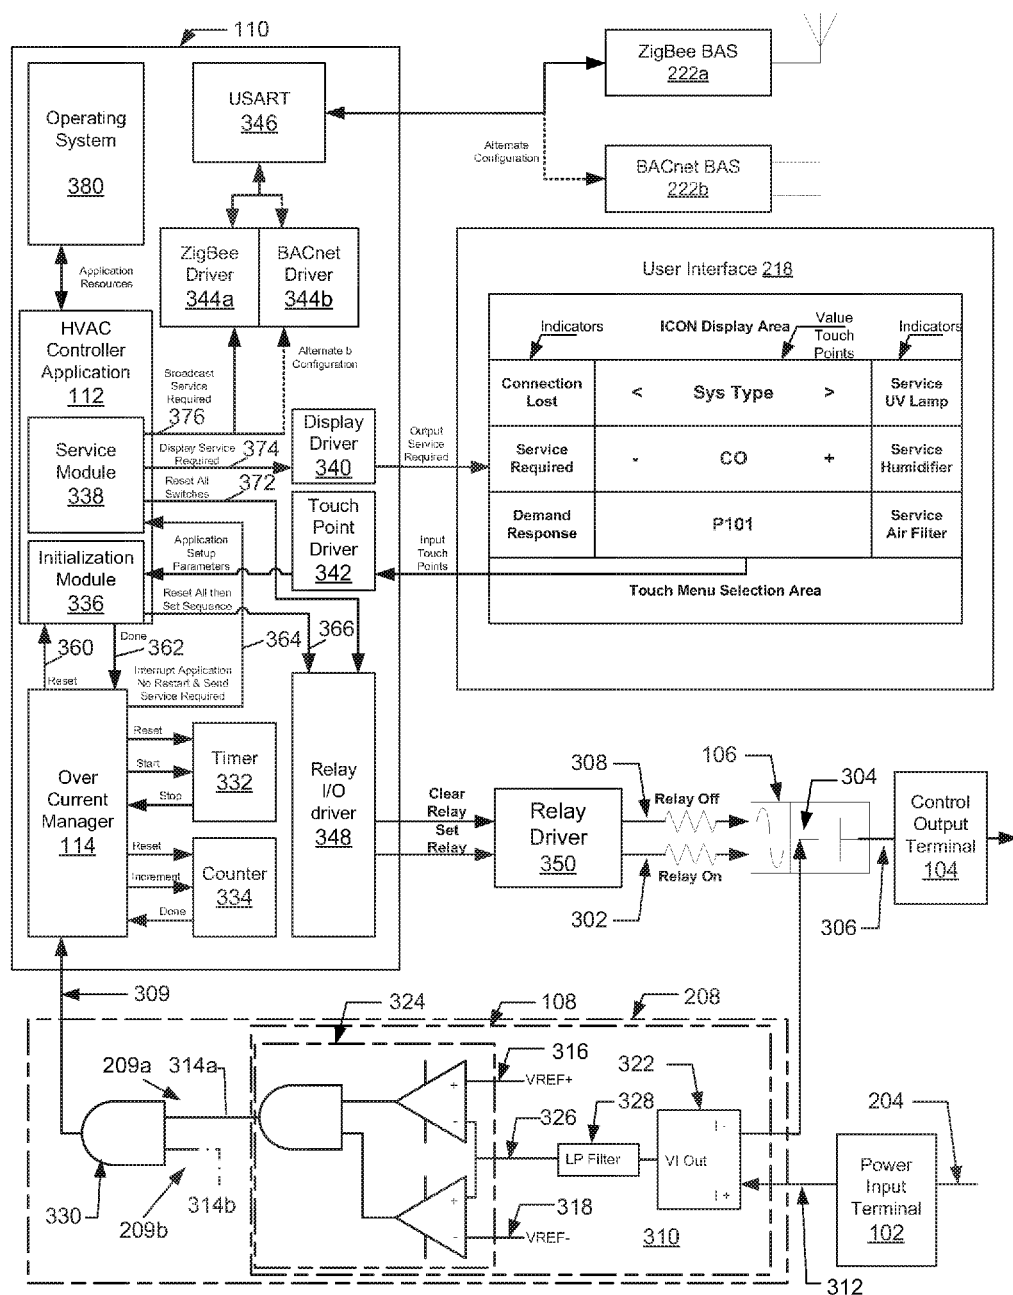 110
ZigBee BAS
222a
Operating
System
380
USART
346
Alternate
Configuration
BACnet BAS
222b
ZigBee
Driver
344a
BACnet
Driver
344b
Application
Resources
User Interface 218
Indicators
ICON Display Area
Value
Touch
Points
Indicators
HVAC
Controller
Application
112
Alternate b
Configuration
Broadcast
Service
Required
376
Connection
Lost
< Sys Type >
Service
UV Lamp
Service
Module
338
Display Service
Required
374
Display
Driver
340
Output
Service
Required
Service
Required
- CO +
Service
Humidifier
Reset All
Switches
372
Touch
Point
Driver
342
Demand
Response
P101
Service
Air Filter
Initialization
Module
336
Application
Setup
Parameters
Input
Touch
Points
Touch Menu Selection Area
Reset All then
Set Sequence
360
Done
362
364
366
Reset
Interrupt Application
No Restart & Send
Service Required
Over
Current
Manager
114
Reset
Start
Stop
Timer
332
Relay
I/O
driver
348
Reset
Increment
Done
Counter
334
Clear
Relay
Set
Relay
Relay
Driver
350
308
Relay Off
Relay On
302
106
304
306
Control
Output
Terminal
104
309
324
108
208
209a
314a
316
VREF+
322
326
328
LP Filter
VI Out
I -
I +
204
Power
Input
Terminal
102
330
209b
314b
318
VREF-
310
312
+
-
+
-